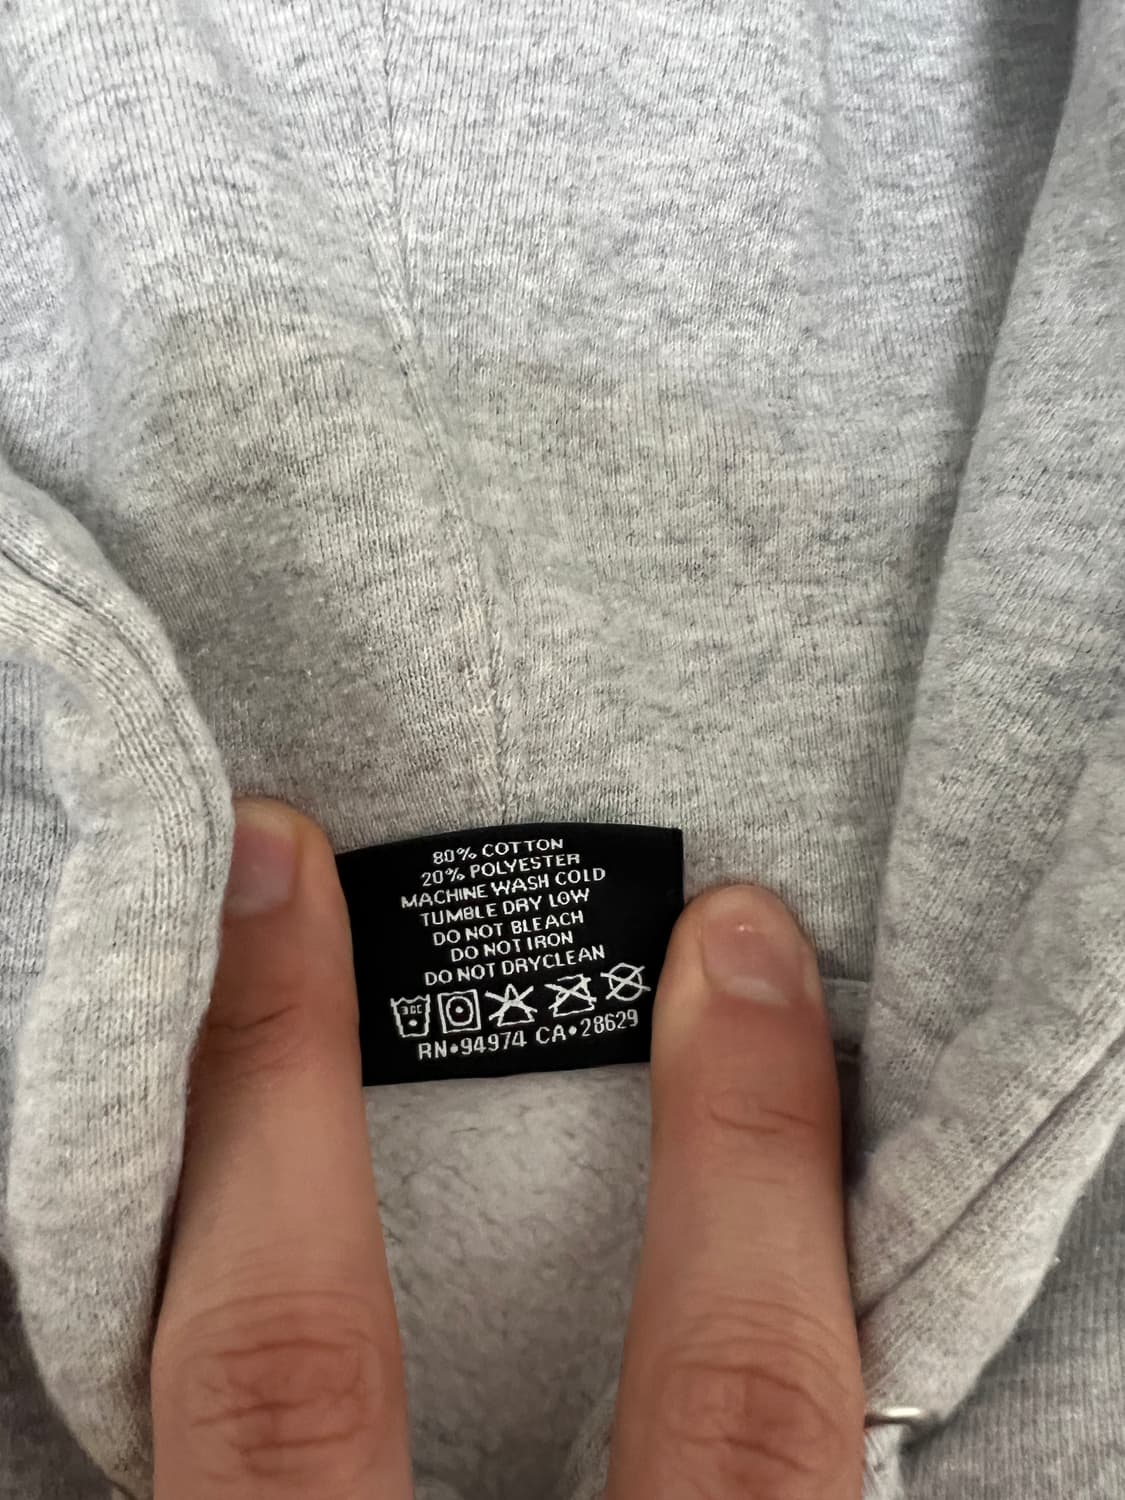 80% COTTON
20% POLYESTER
MACHINE WASH COLD
TUMBLE DRY LOW
DO NOT BLEACH
DO NOT IRON
DO NOT DRYCLEAN
30C
RN•94974 CA•28629